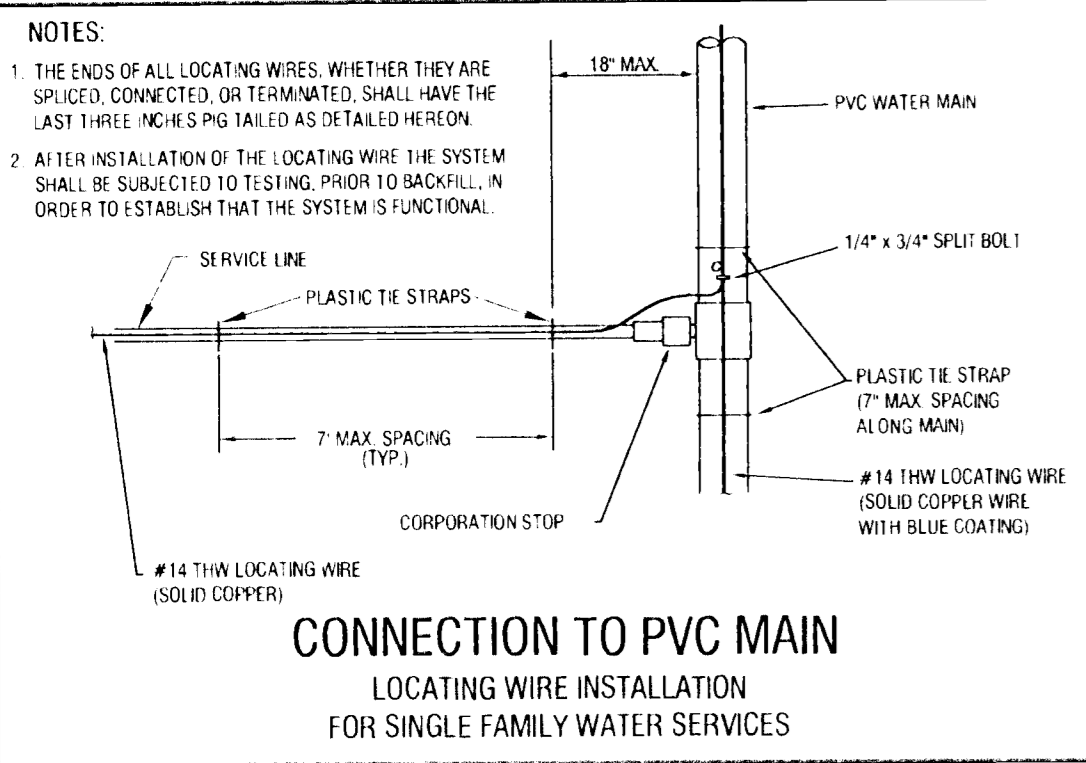 NOTES:
1. THE ENDS OF ALL LOCATING WIRES, WHETHER THEY ARE
SPLICED, CONNECTED, OR TERMINATED, SHALL HAVE THE
LAST THREE INCHES PIG TAILED AS DETAILED HEREON.
2. AFTER INSTALLATION OF THE LOCATING WIRE THE SYSTEM
SHALL BE SUBJECTED TO TESTING, PRIOR TO BACKFILL, IN
ORDER TO ESTABLISH THAT THE SYSTEM IS FUNCTIONAL.
18" MAX.
PVC WATER MAIN
1/4" x 3/4" SPLIT BOLT
SERVICE LINE
PLASTIC TIE STRAPS
PLASTIC TIE STRAP
(7" MAX. SPACING
ALONG MAIN)
7' MAX. SPACING
(TYP.)
#14 THW LOCATING WIRE
(SOLID COPPER WIRE
WITH BLUE COATING)
CORPORATION STOP
#14 THW LOCATING WIRE
(SOLID COPPER)
CONNECTION TO PVC MAIN
LOCATING WIRE INSTALLATION
FOR SINGLE FAMILY WATER SERVICES